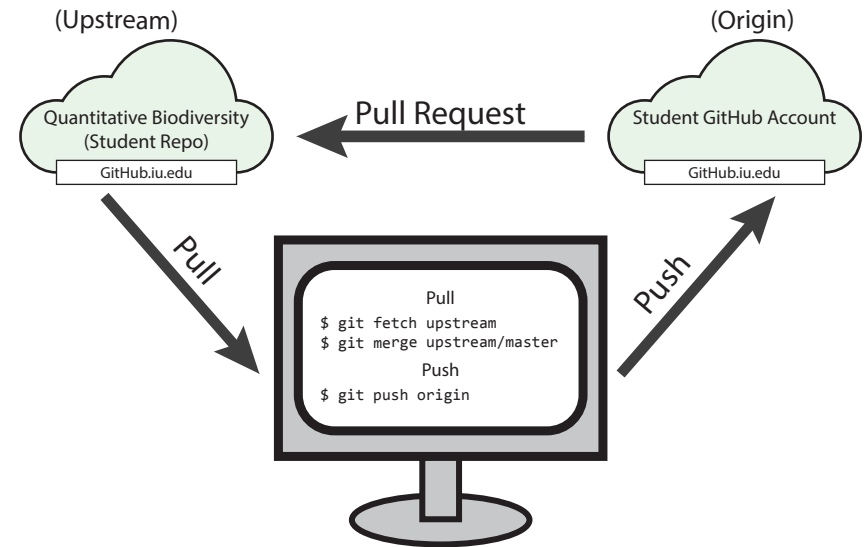 (Upstream)
(Origin)
Quantitative Biodiversity
(Student Repo)
GitHub.iu.edu
Pull Request
Student GitHub Account
GitHub.iu.edu
Pull
Push
Pull
$ git fetch upstream
$ git merge upstream/master
Push
$ git push origin